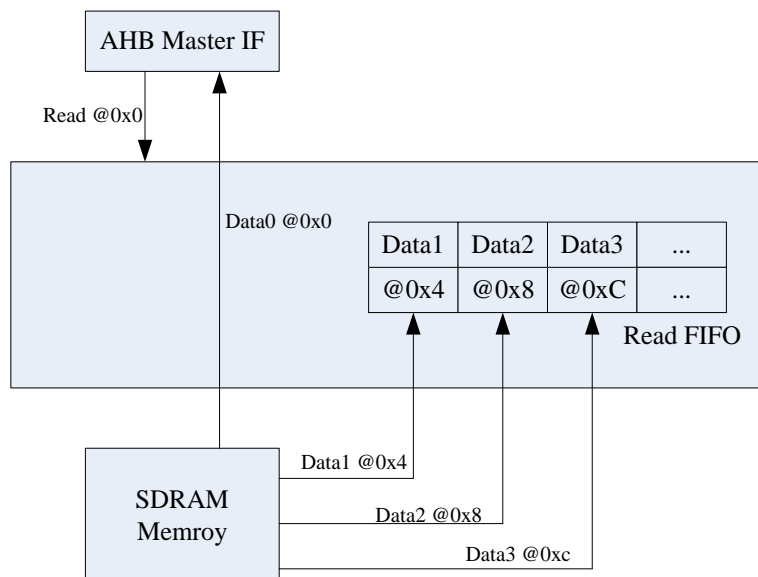 AHB Master IF
Read @0x0
Data0 @0x0
Data1 Data2 Data3 ...
@0x4 @0x8 @0xC ...
Read FIFO
Data1 @0x4
SDRAM
Memroy
Data2 @0x8
Data3 @0xc